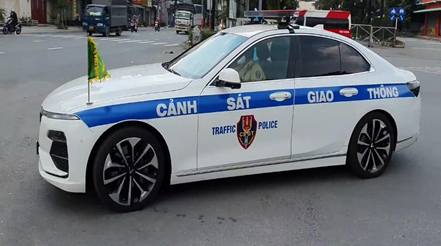 CẢNH SÁT GIAO THÔNG
TRAFFIC POLICE